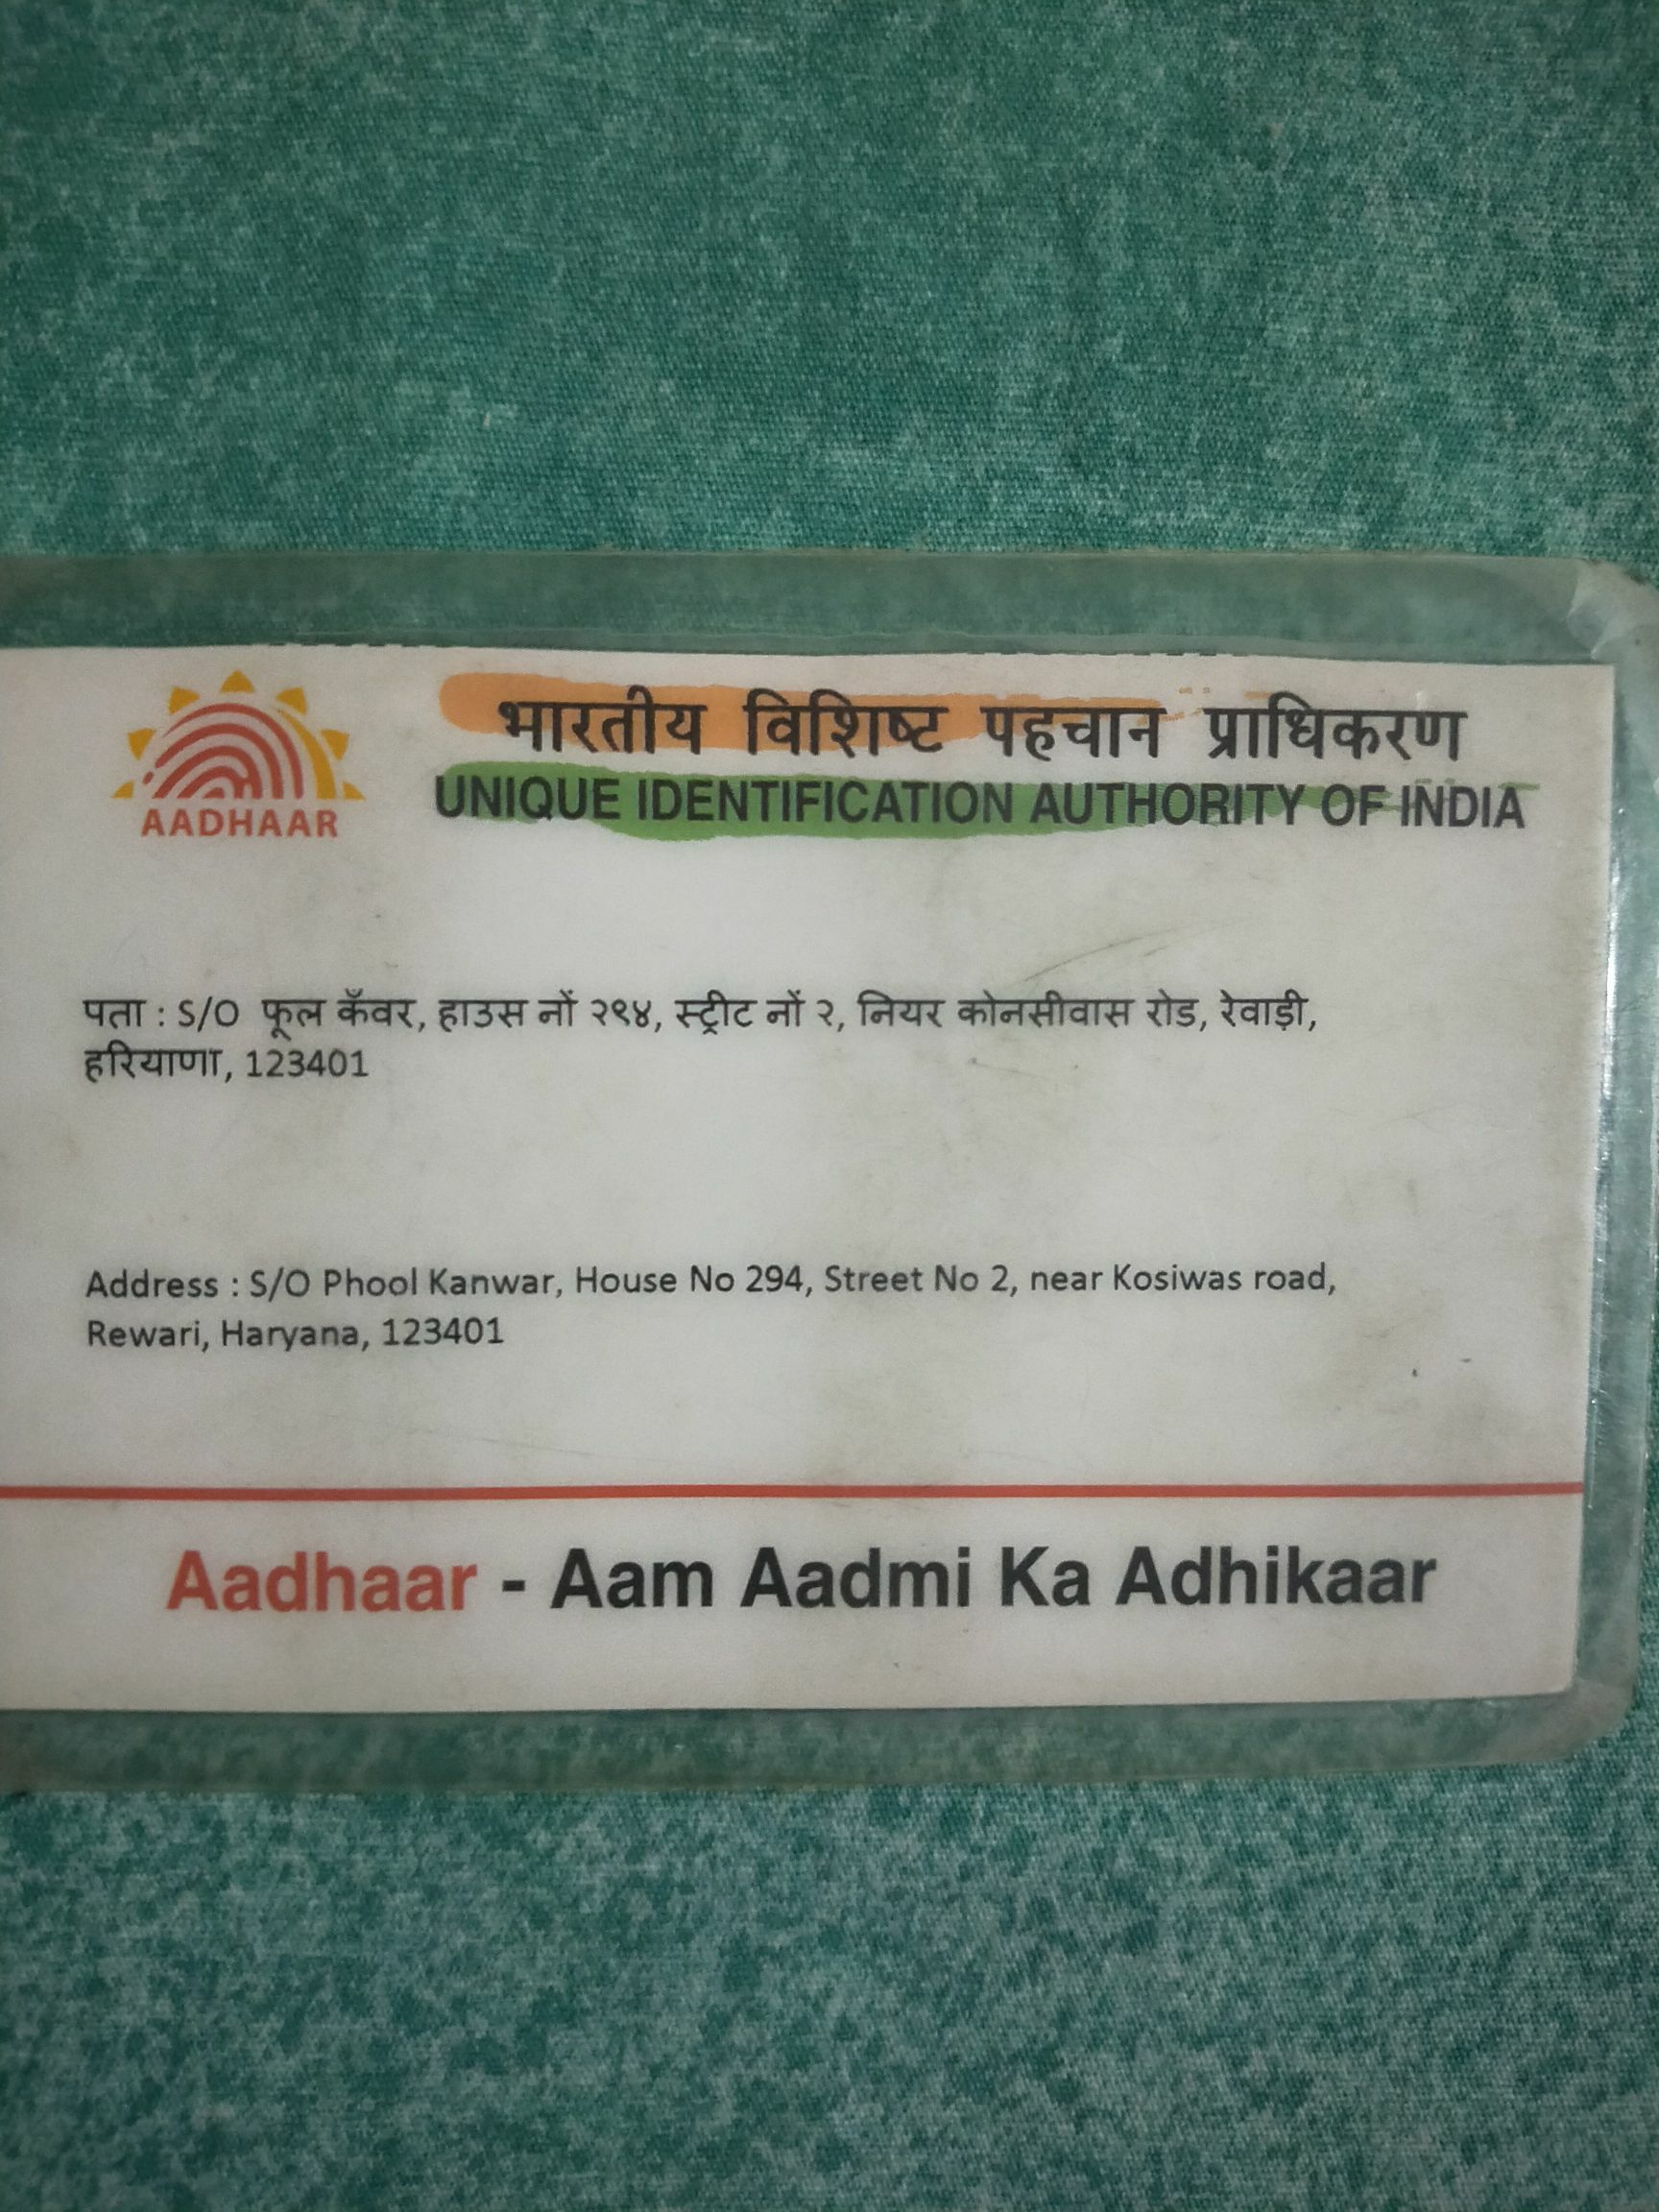 AADHAAR
भारतीय विशिष्ट पहचान प्राधिकरण
UNIQUE IDENTIFICATION AUTHORITY OF INDIA
पता : S/O फूल कँवर, हाउस नों २९४, स्ट्रीट नों २, नियर कोनसीवास रोड, रेवाड़ी,
हरियाणा, 123401
Address : S/O Phool Kanwar, House No 294, Street No 2, near Kosiwas road,
Rewari, Haryana, 123401
Aadhaar - Aam Aadmi Ka Adhikaar